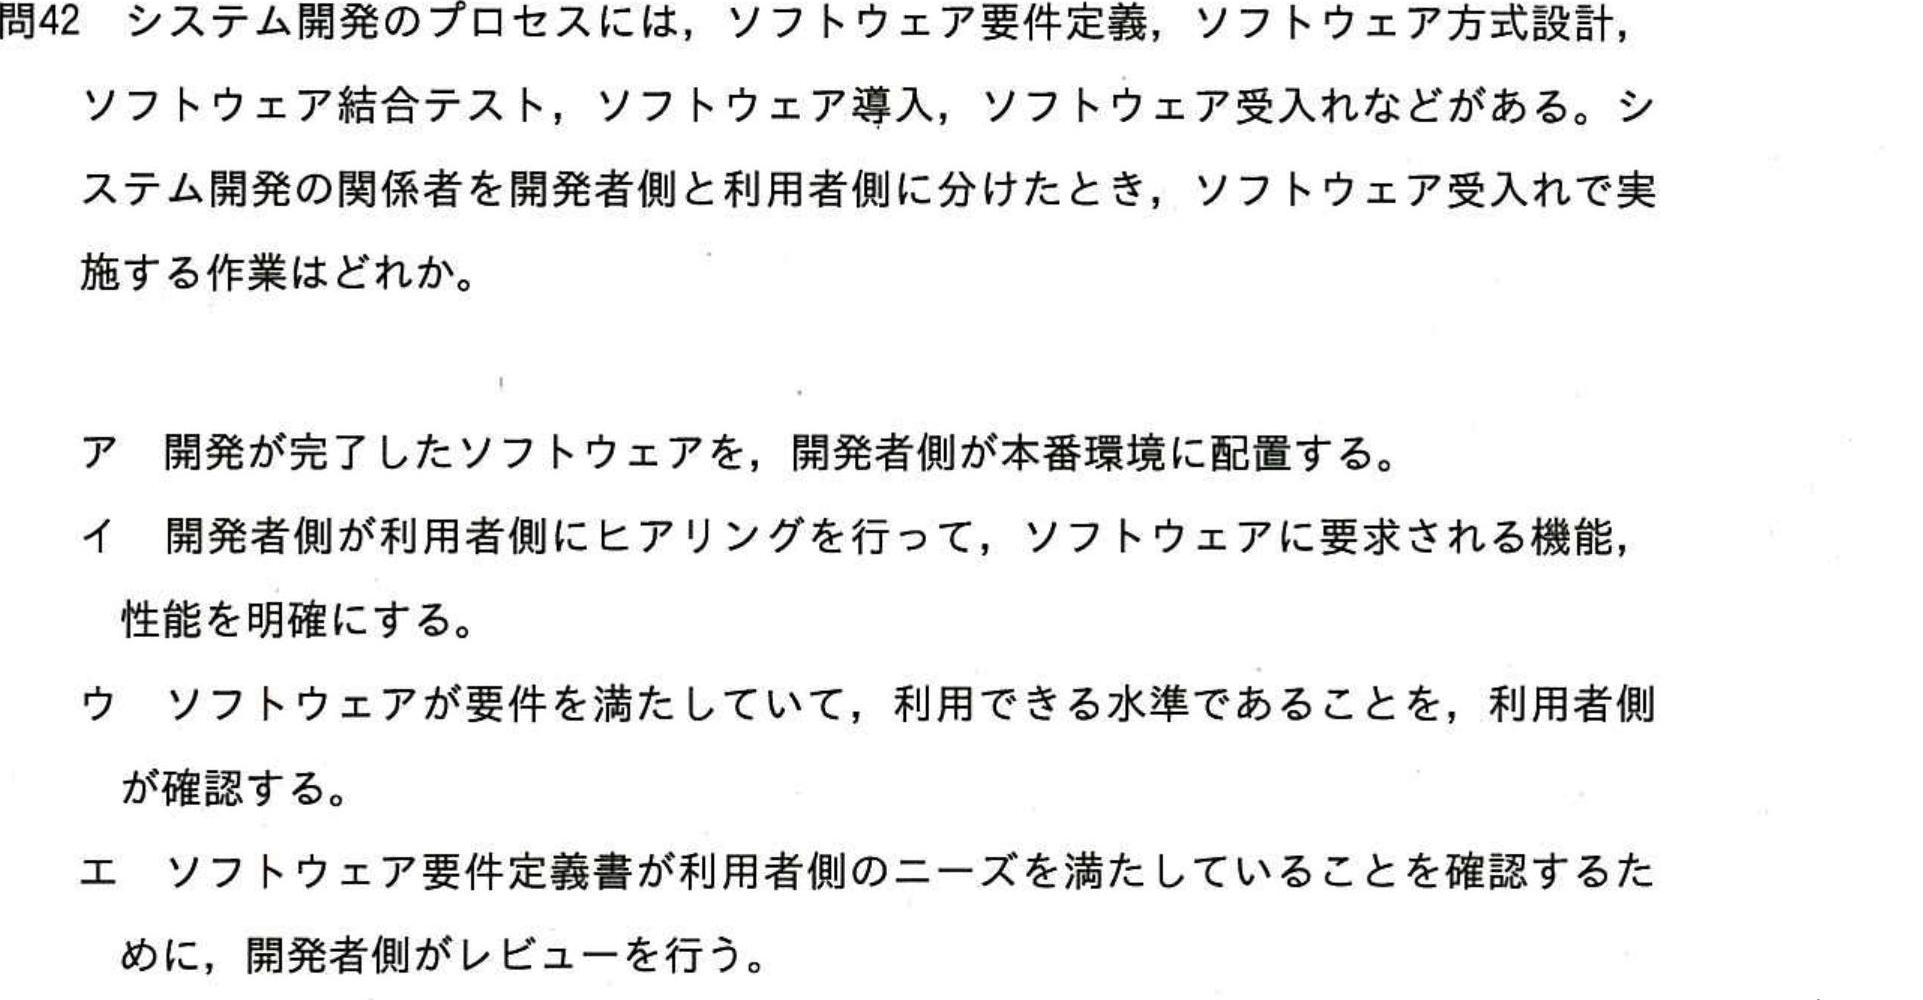 問42　システム開発のプロセスには，ソフトウェア要件定義，ソフトウェア方式設計，
ソフトウェア結合テスト，ソフトウェア導入，ソフトウェア受入れなどがある。シ
ステム開発の関係者を開発者側と利用者側に分けたとき，ソフトウェア受入れで実
施する作業はどれか。
ア　開発が完了したソフトウェアを，開発者側が本番環境に配置する。
イ　開発者側が利用者側にヒアリングを行って，ソフトウェアに要求される機能，
性能を明確にする。
ウ　ソフトウェアが要件を満たしていて，利用できる水準であることを，利用者側
が確認する。
エ　ソフトウェア要件定義書が利用者側のニーズを満たしていることを確認するた
めに，開発者側がレビューを行う。